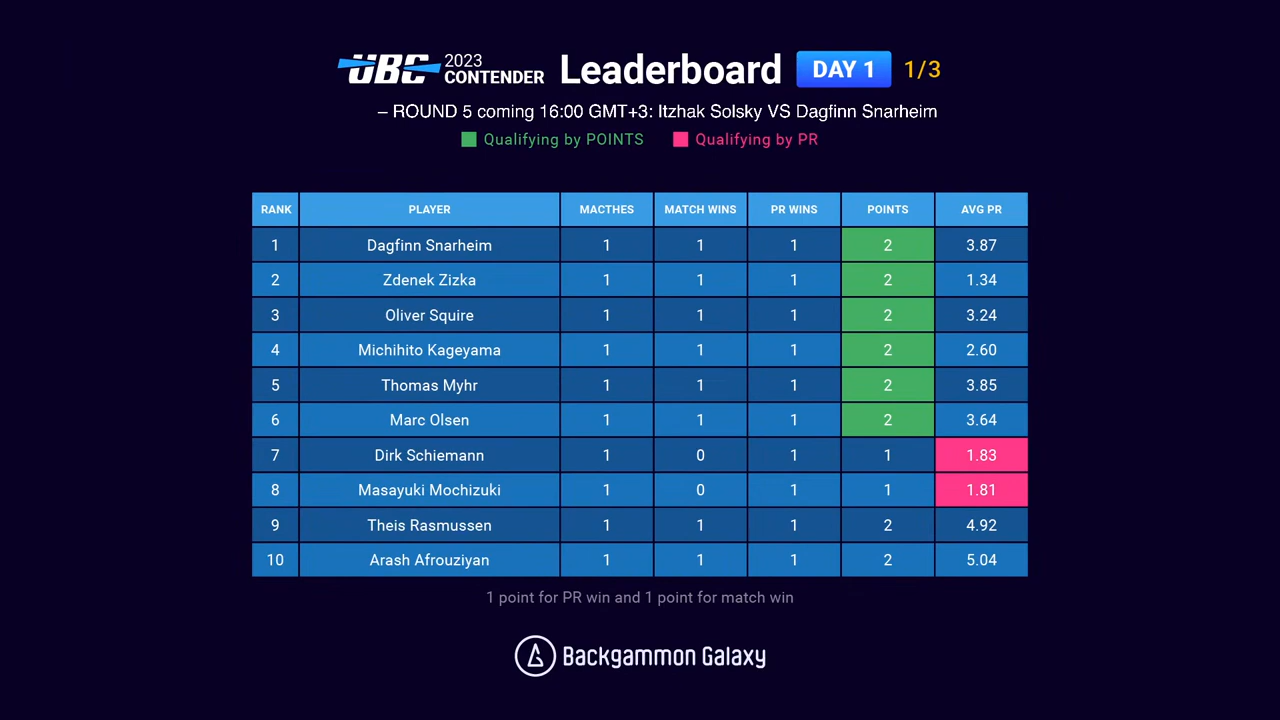 UBC 2023 CONTENDER Leaderboard DAY 1 1/3
– ROUND 5 coming 16:00 GMT+3: Itzhak Solsky VS Dagfinn Snarheim
Qualifying by POINTS Qualifying by PR
RANK PLAYER MACTHES MATCH WINS PR WINS POINTS AVG PR
1 Dagfinn Snarheim 1 1 1 2 3.87
2 Zdenek Zizka 1 1 1 2 1.34
3 Oliver Squire 1 1 1 2 3.24
4 Michihito Kageyama 1 1 1 2 2.60
5 Thomas Myhr 1 1 1 2 3.85
6 Marc Olsen 1 1 1 2 3.64
7 Dirk Schiemann 1 0 1 1 1.83
8 Masayuki Mochizuki 1 0 1 1 1.81
9 Theis Rasmussen 1 1 1 2 4.92
10 Arash Afrouziyan 1 1 1 2 5.04
1 point for PR win and 1 point for match win
Backgammon Galaxy